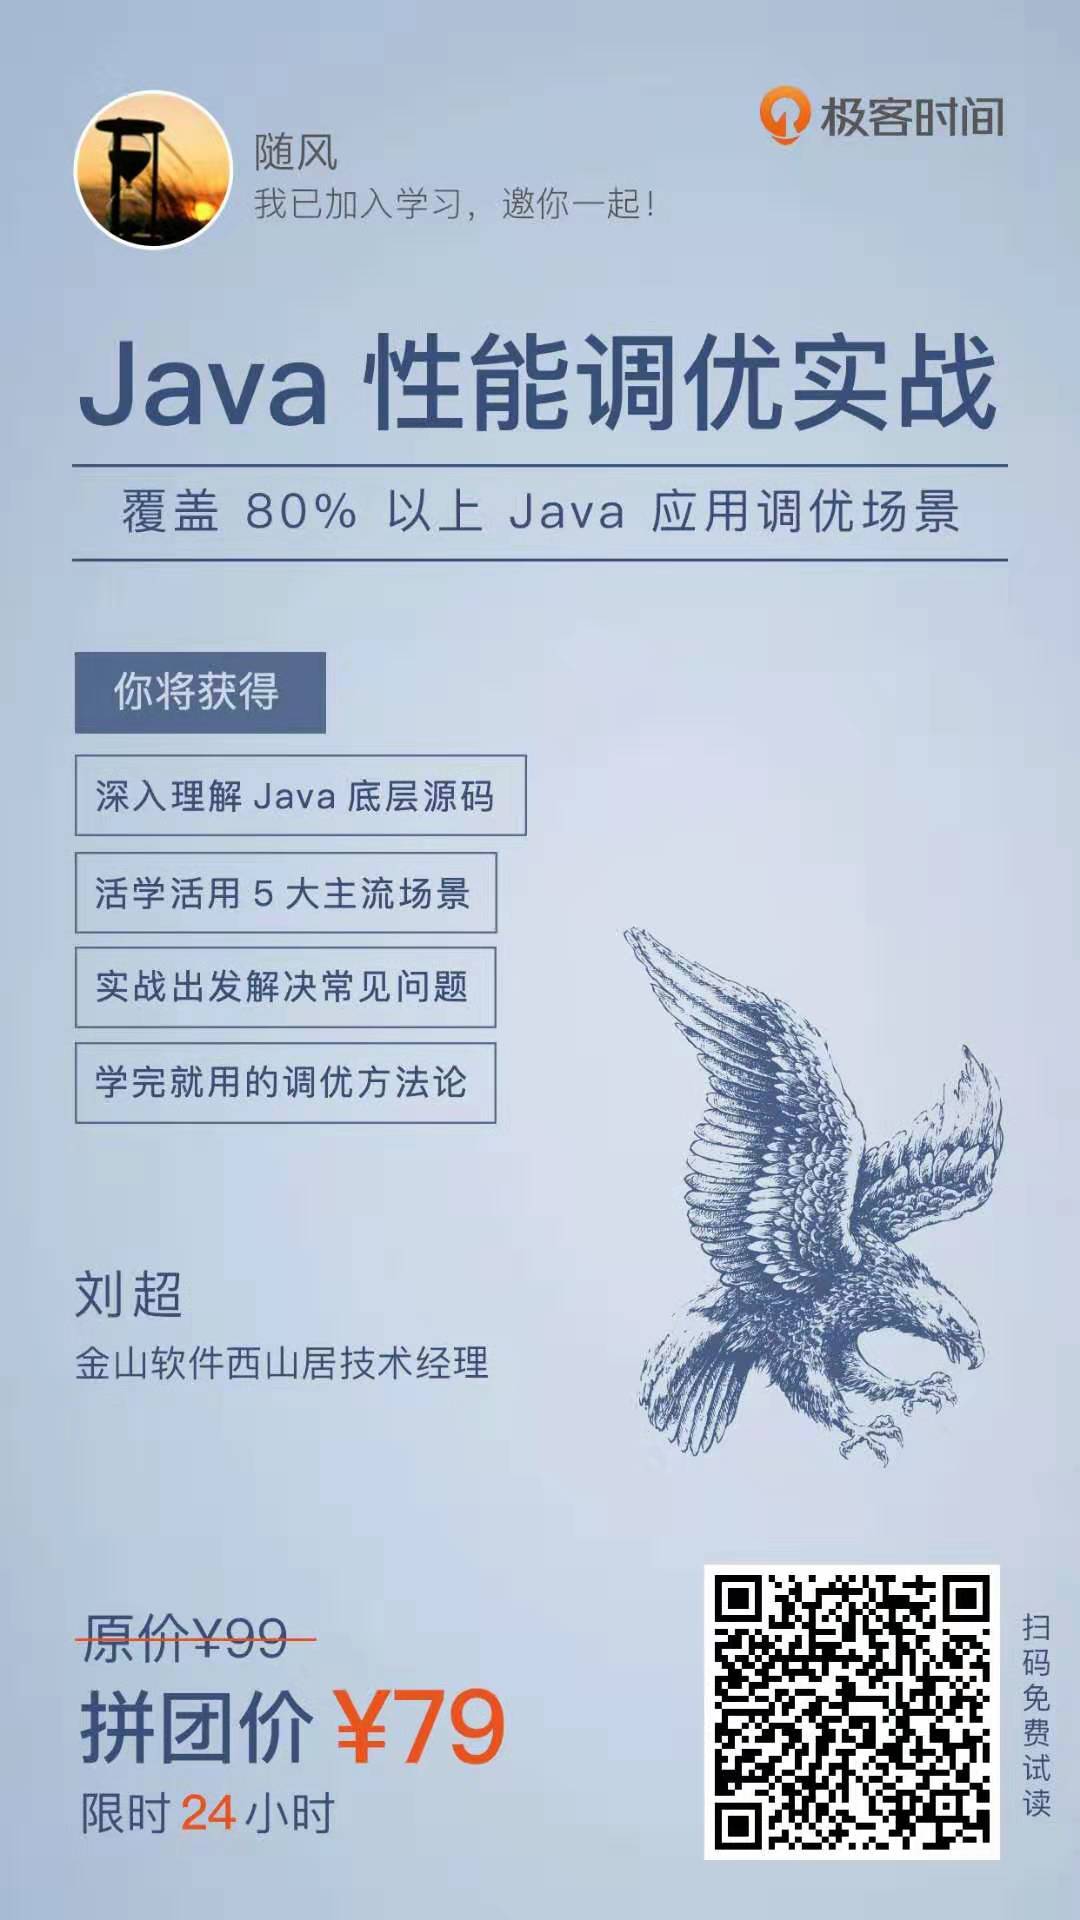 随风
我已加入学习，邀你一起！
极客时间
Java 性能调优实战
覆盖 80% 以上 Java 应用调优场景
你将获得
深入理解 Java 底层源码
活学活用 5 大主流场景
实战出发解决常见问题
学完就用的调优方法论
刘超
金山软件西山居技术经理
原价¥99
拼团价 ¥79
限时 24 小时
扫码免费试读